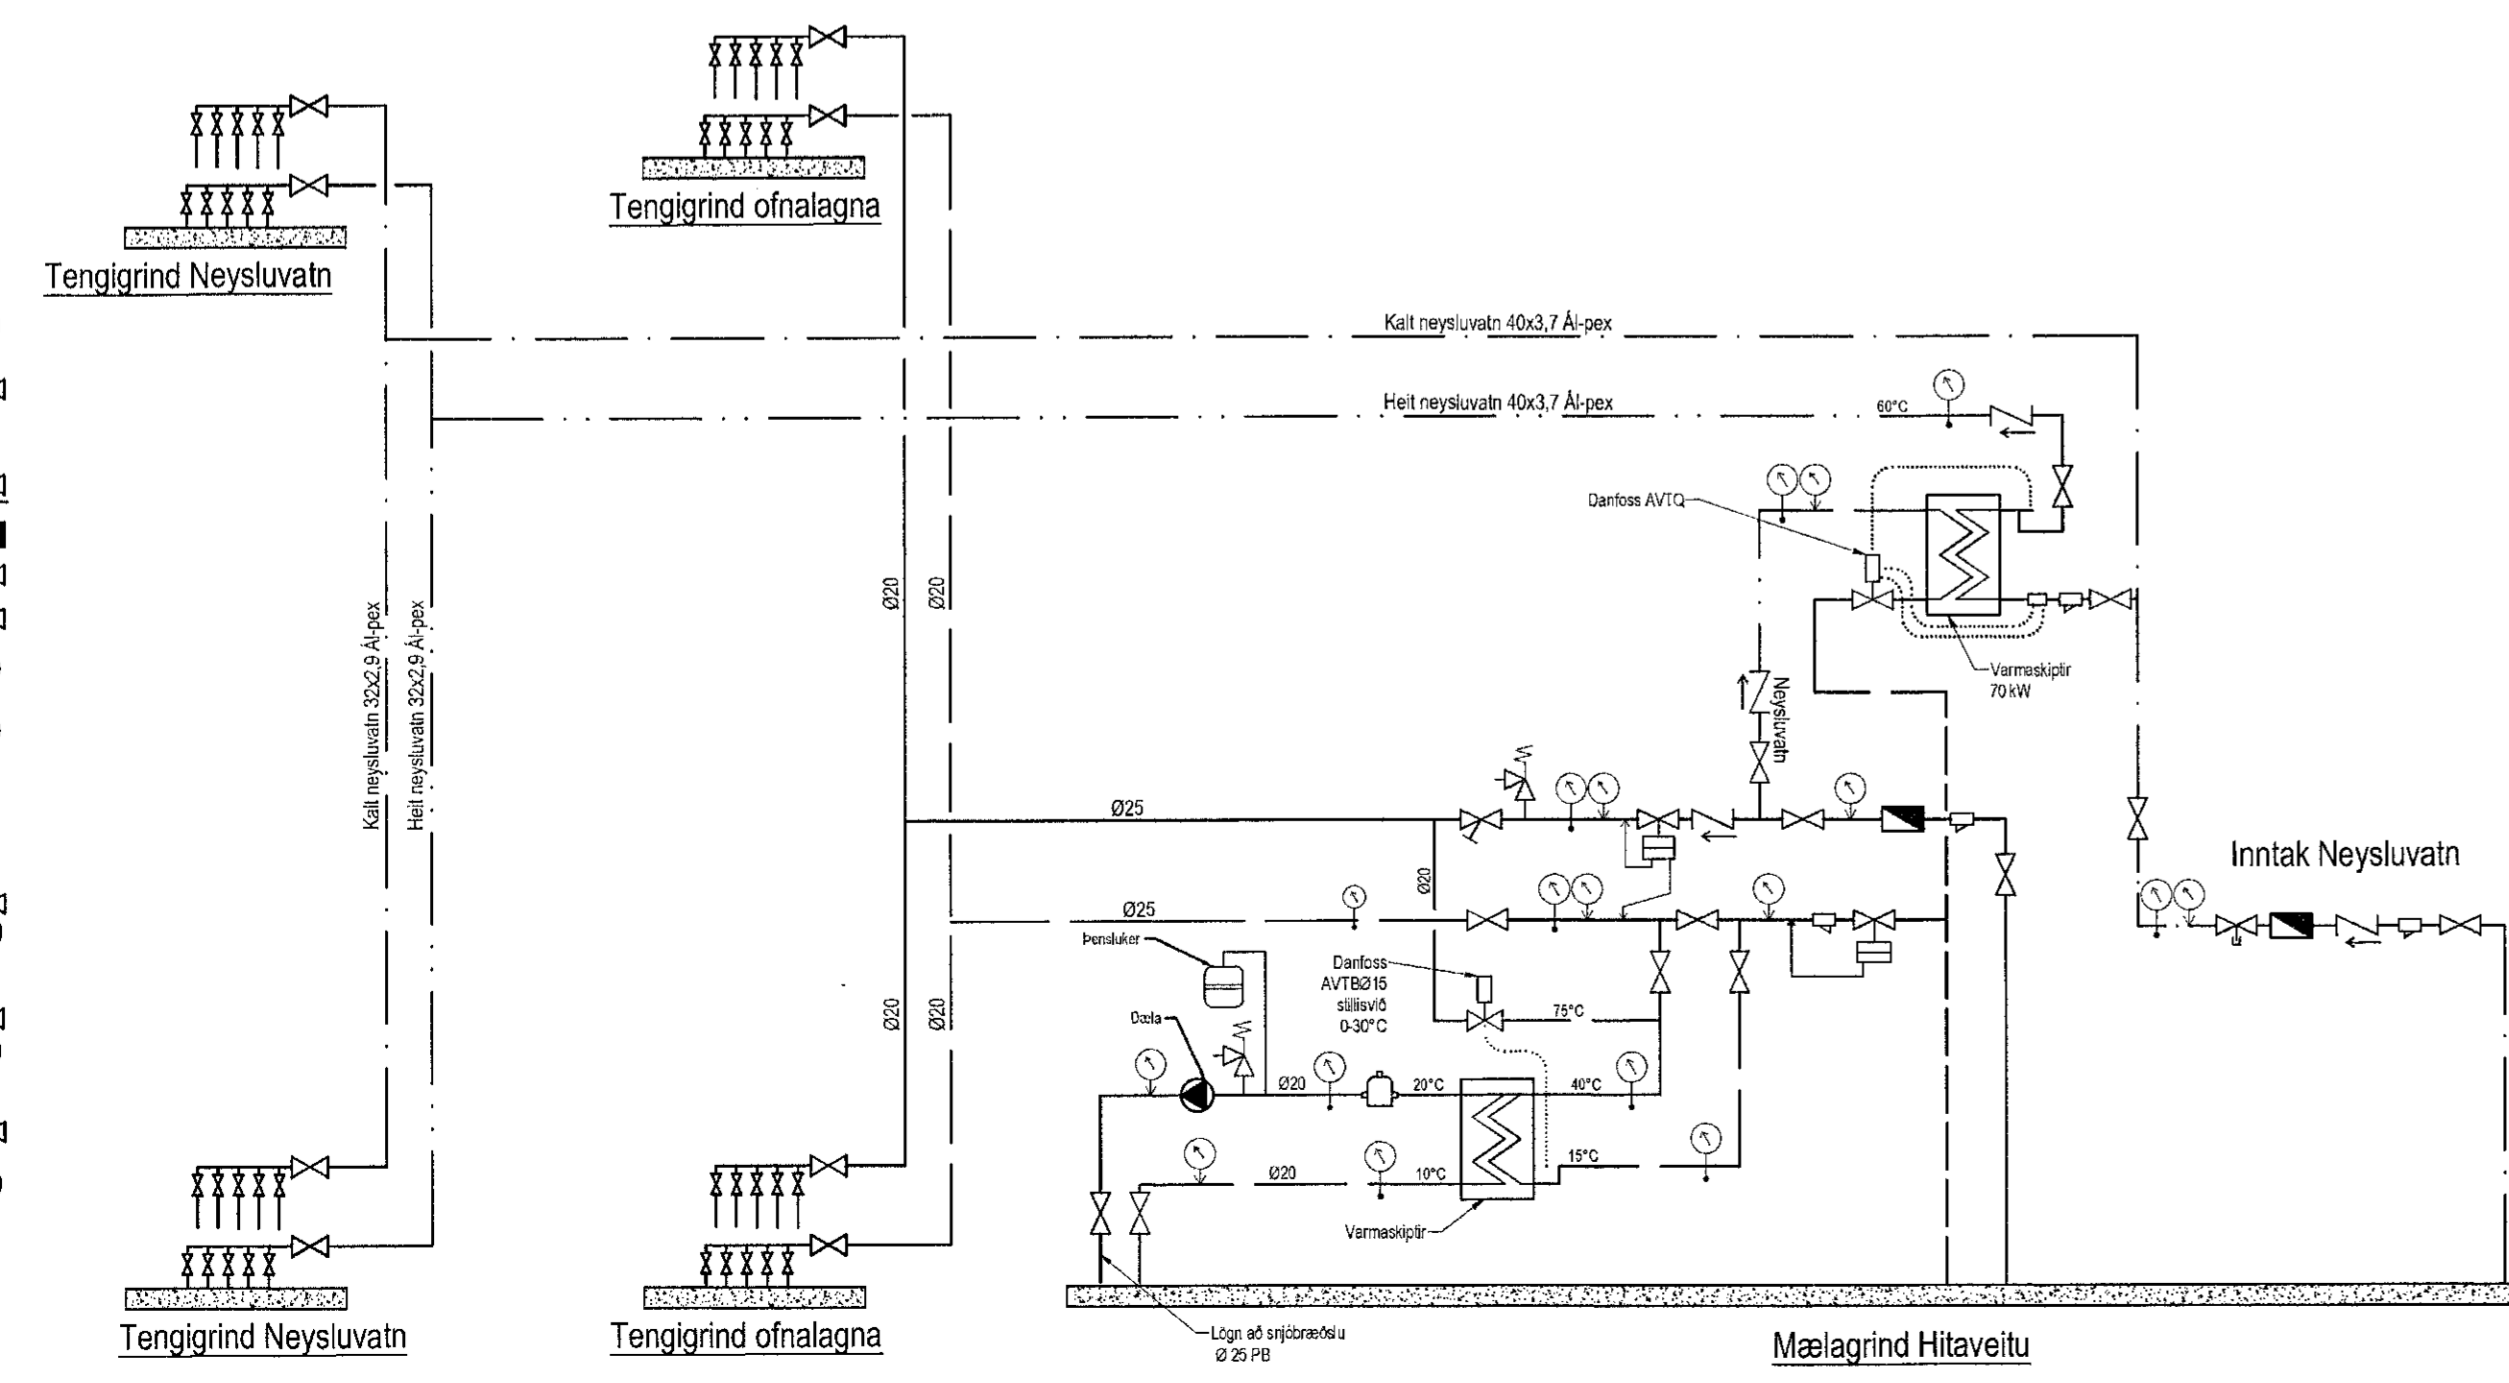 Tengigrind ofnalagna
Tengigrind Neysluvatn
Kalt neysluvatn 40x3,7 Ál-pex
Heit neysluvatn 40x3,7 Ál-pex
60°C
Danfoss AVTQ
Varmaskiptir
70 kW
Neysluvatn
Ø20
Ø20
Kalt neysluvatn 32x2,9 Ál-pex
Heit neysluvatn 32x2,9 Ál-pex
Ø25
Ø20
Inntak Neysluvatn
Ø25
Þensluker
Danfoss
AVTBØ15
stillisvið
0-30°C
75°C
Dæla
Ø20
Ø20
Ø20
20°C
40°C
Ø20
10°C
15°C
Varmaskiptir
Lögn að snjóbræðslu
Ø 25 PB
Tengigrind Neysluvatn
Tengigrind ofnalagna
Mælagrind Hitaveitu